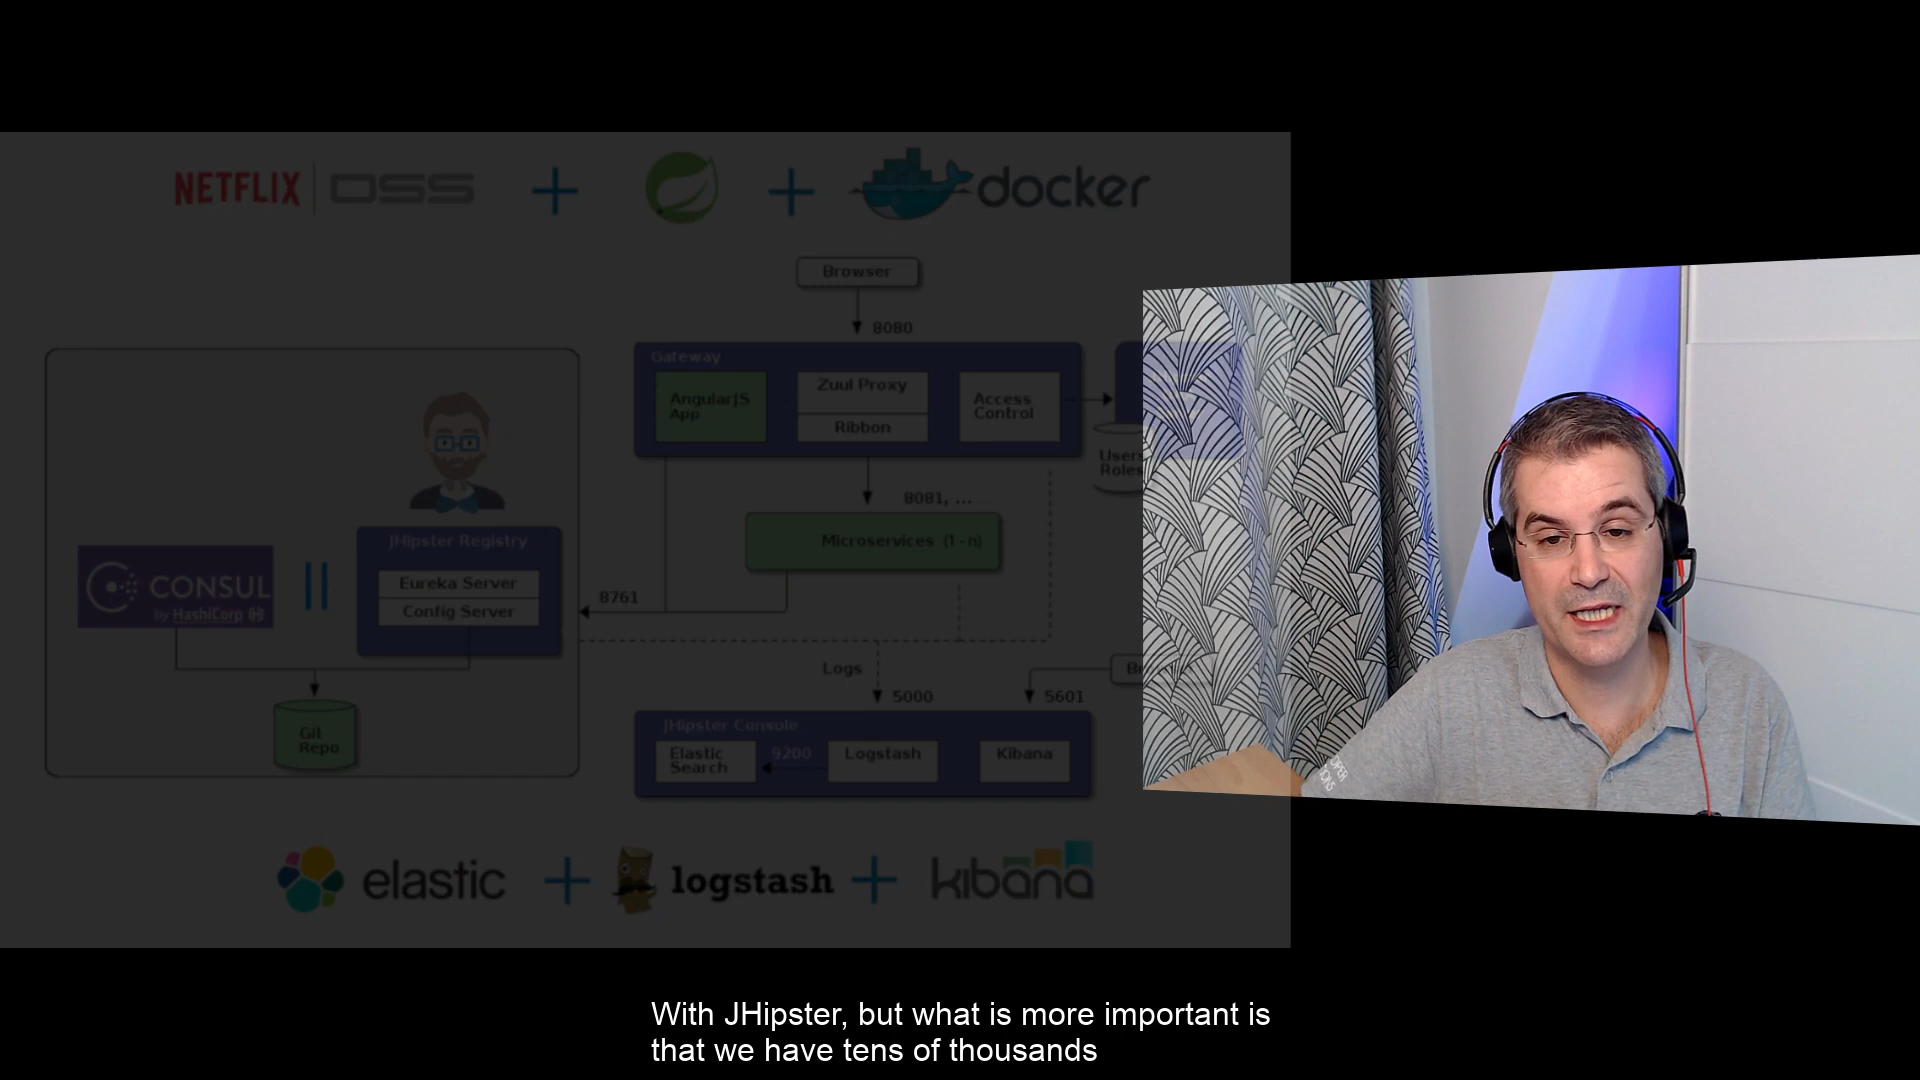 NETFLIX OSS
docker
Browser
8080
Gateway
AngularJS
App
Zuul Proxy
Ribbon
Access
Control
Users
Roles
8081, ...
Microservices (1-n)
CONSUL
by HashiCorp
JHipster Registry
Eureka Server
Config Server
8761
Git
Repo
Logs
5000
5601
JHipster Console
Elastic
Search
9200
Logstash
Kibana
elastic
logstash
kibana
With JHipster, but what is more important is
that we have tens of thousands